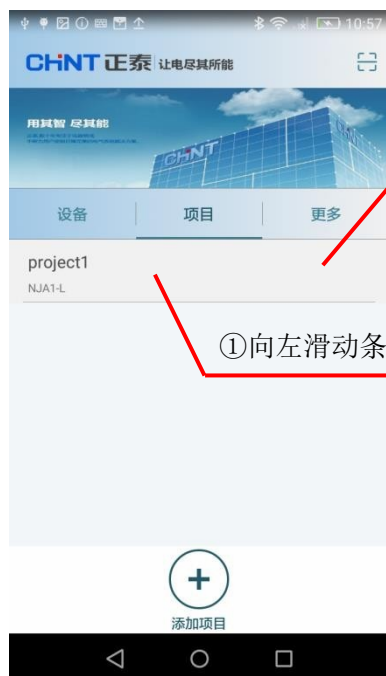 10:57
CHNT 正泰 让电尽其所能
用其智 尽其能
CHNT
设备 项目 更多
project1
NJA1-L
①向左滑动条
添加项目